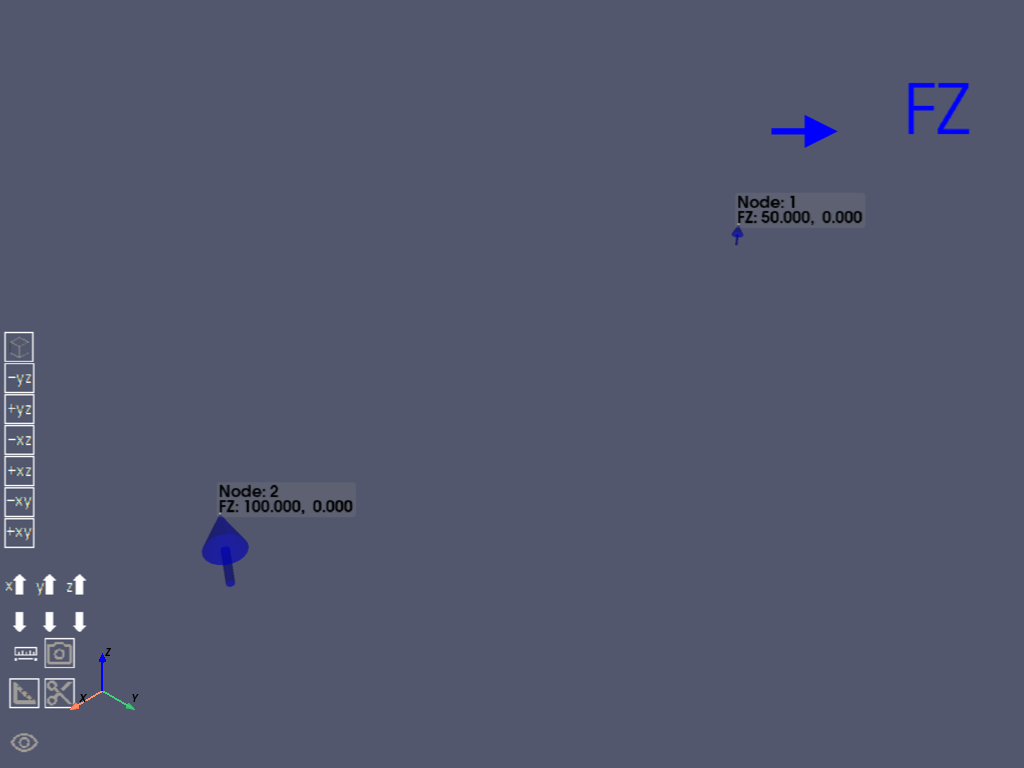 FZ
Node: 1
FZ: 50.000, 0.000
-yz
+yz
-xz
+xz
-xy
+xy
Node: 2
FZ: 100.000, 0.000
x y z
Z
X
Y